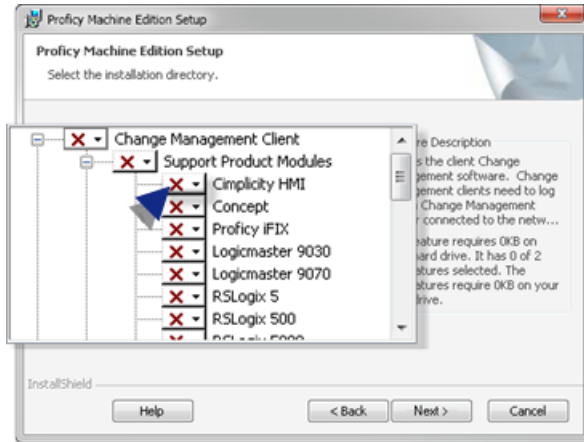 Proficy Machine Edition Setup
Proficy Machine Edition Setup
Select the installation directory.
Change Management Client
Support Product Modules
Cimplicity HMI
Concept
Proficy iFIX
Logicmaster 9030
Logicmaster 9070
RSLogix 5
RSLogix 500
re Description
s the client Change
gement software. Change
gement clients need to log
Change Management
r connected to the netw...
eature requires 0KB on
ard drive. It has 0 of 2
atures selected. The
atures require 0KB on your
rive.
InstallShield
Help
< Back
Next >
Cancel